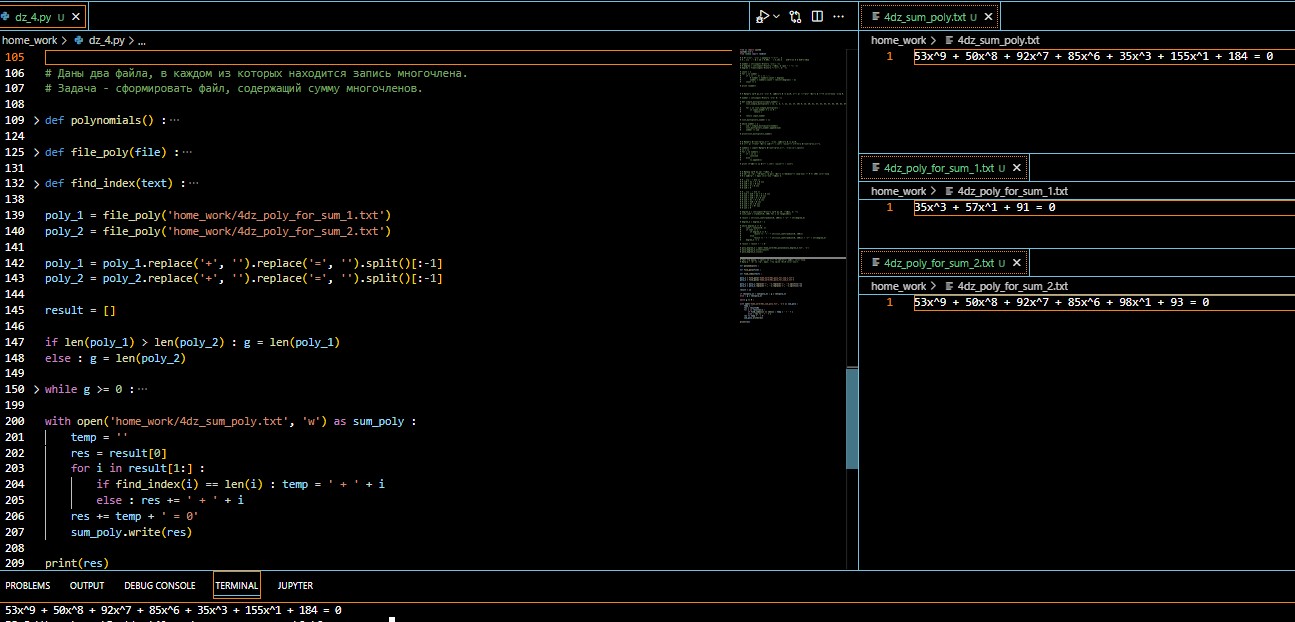 dz_4.py U
home_work > dz_4.py > ...
105
106 # Даны два файла, в каждом из которых находится запись многочлена.
107 # Задача - сформировать файл, содержащий сумму многочленов.
108
109 > def polynomials() : ...
124
125 > def file_poly(file) : ...
131
132 > def find_index(text) : ...
138
139 poly_1 = file_poly('home_work/4dz_poly_for_sum_1.txt')
140 poly_2 = file_poly('home_work/4dz_poly_for_sum_2.txt')
141
142 poly_1 = poly_1.replace('+', '').replace('=', '').split()[:-1]
143 poly_2 = poly_2.replace('+', '').replace('=', '').split()[:-1]
144
145 result = []
146
147 if len(poly_1) > len(poly_2) : g = len(poly_1)
148 else : g = len(poly_2)
149
150 > while g >= 0 : ...
199
200 with open('home_work/4dz_sum_poly.txt', 'w') as sum_poly :
201 temp = ''
202 res = result[0]
203 for i in result[1:] :
204 if find_index(i) == len(i) : temp = ' + ' + i
205 else : res += ' + ' + i
206 res += temp + ' = 0'
207 sum_poly.write(res)
208
209 print(res)
4dz_sum_poly.txt U
home_work > 4dz_sum_poly.txt
1 53x^9 + 50x^8 + 92x^7 + 85x^6 + 35x^3 + 155x^1 + 184 = 0
4dz_poly_for_sum_1.txt U
home_work > 4dz_poly_for_sum_1.txt
1 35x^3 + 57x^1 + 91 = 0
4dz_poly_for_sum_2.txt U
home_work > 4dz_poly_for_sum_2.txt
1 53x^9 + 50x^8 + 92x^7 + 85x^6 + 98x^1 + 93 = 0
PROBLEMS OUTPUT DEBUG CONSOLE TERMINAL JUPYTER
53x^9 + 50x^8 + 92x^7 + 85x^6 + 35x^3 + 155x^1 + 184 = 0